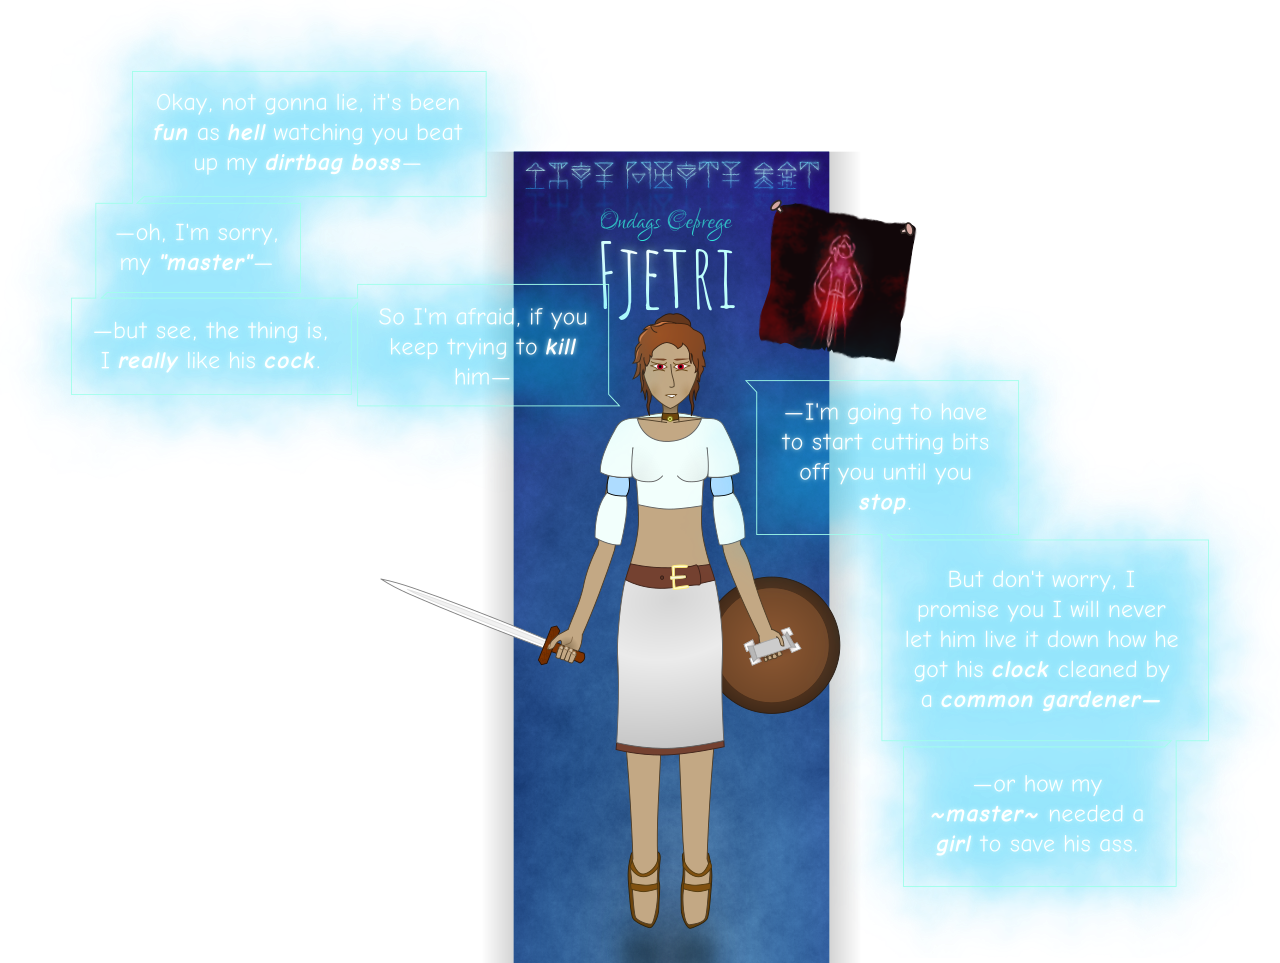 Okay, not gonna lie, it's been
fun as hell watching you beat
up my dirtbag boss—
—oh, I'm sorry,
my "master"—
—but see, the thing is,
I really like his cock.
So I'm afraid, if you
keep trying to kill
him—
Ondags Ceprege
FJETRI
—I'm going to have
to start cutting bits
off you until you
stop.
But don't worry, I
promise you I will never
let him live it down how he
got his clock cleaned by
a common gardener—
—or how my
~master~ needed a
girl to save his ass.